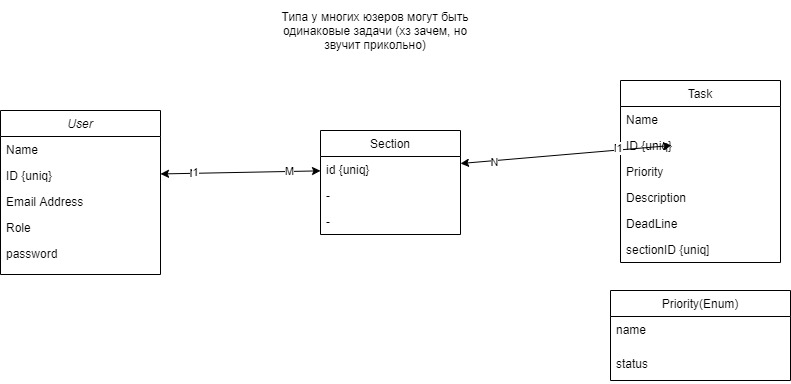 Типа у многих юзеров могут быть
одинаковые задачи (хз зачем, но
звучит прикольно)
User
Name
ID {uniq}
Email Address
Role
password
1
M
Section
id {uniq}
-
-
N
1
Task
Name
ID {uniq}
Priority
Description
DeadLine
sectionID {uniq]
Priority(Enum)
name
status